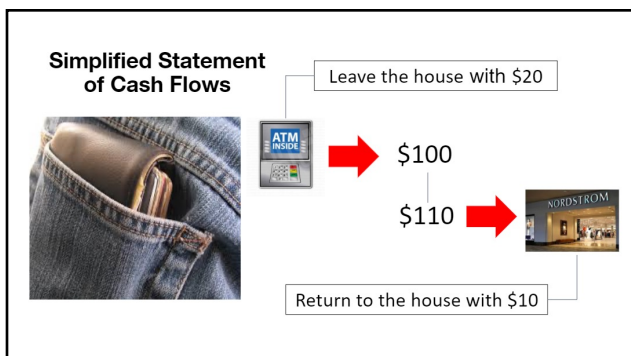 Simplified Statement
of Cash Flows
Leave the house with $20
ATM
INSIDE
$100
$110
NORDSTROM
Return to the house with $10